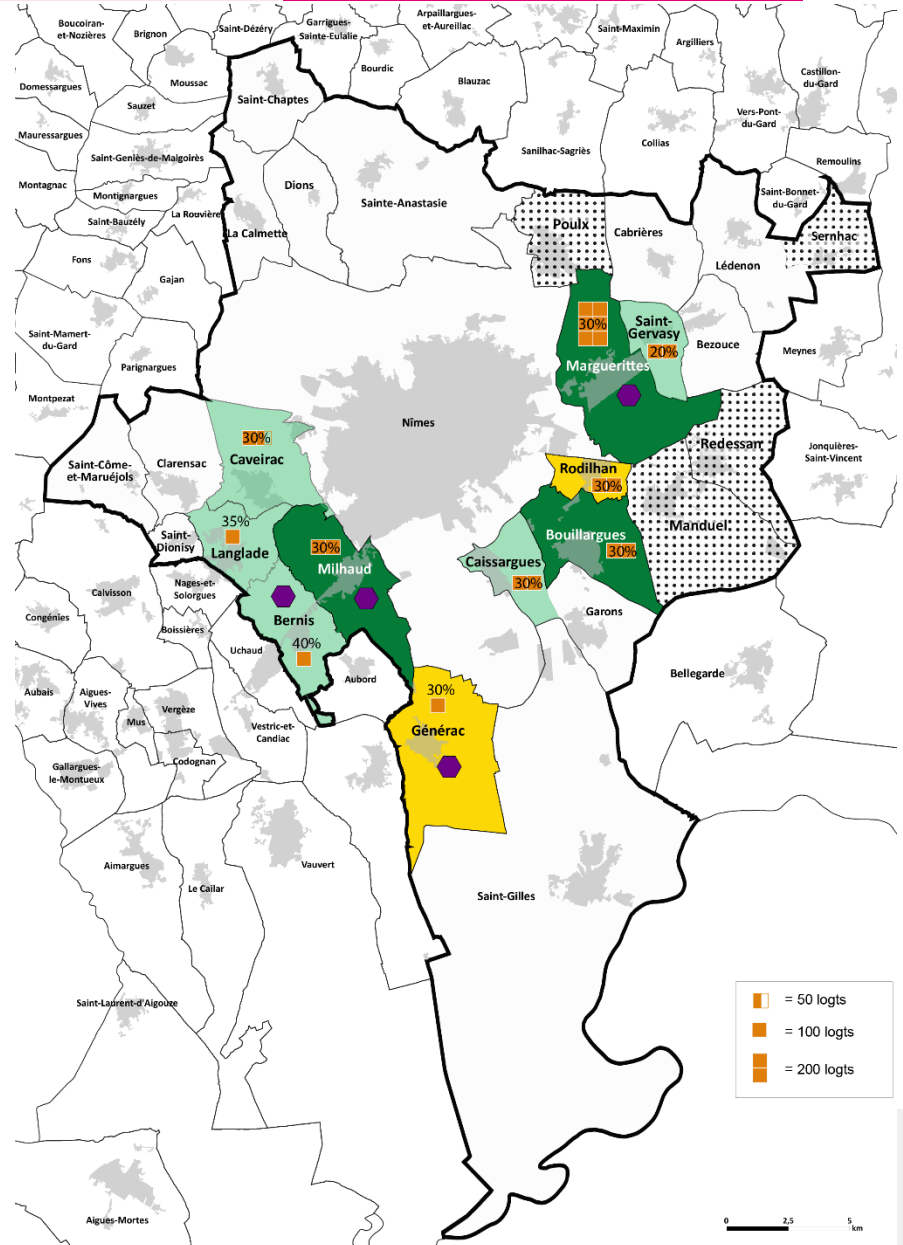 Boucoiran-
et-Nozières
Brignon
Saint-Dézéry
Garrigues-
Sainte-Eulalie
Arpaillargues-
et-Aureillac
Saint-Maximin
Argilliers
Castillon-
du-Gard
Domessargues
Moussac
Bourdic
Blauzac
Saint-Chaptes
Sauzet
Vers-Pont-
du-Gard
Mauressargues
Collias
Sanilhac-Sagriès
Saint-Geniès-de-Malgoirès
Remoulins
Montagnac
Montignargues
Dions
Saint-Bonnet-
du-Gard
Sainte-Anastasie
La Rouvière
Saint-Bauzély
La Calmette
Poulx
Cabrières
Sernhac
Fons
Lédenon
Gajan
Saint-Mamert-
du-Gard
30%
Saint-
Gervasy
Bezouce
20%
Meynes
Parignargues
Marguerittes
Montpezat
Nîmes
30%
Caveirac
Redessan
Jonquières-
Saint-Vincent
Saint-Côme-
et-Maruéjols
Clarensac
Rodilhan
30%
35%
Manduel
Saint-
Dionisy
Langlade
30%
Milhaud
Bouillargues
30%
Caissargues
30%
Nages-et-
Solorgues
Calvisson
Bernis
Garons
Congénies
Boissières
40%
Uchaud
Aubord
Bellegarde
Aubais
Aigues-
Vives
Mus
Vergèze
30%
Vestric-et-
Candiac
Générac
Codognan
Gallargues-
le-Montueux
Aimargues
Le Cailar
Vauvert
Saint-Gilles
Saint-Laurent-d'Aigouze
= 50 logts
= 100 logts
= 200 logts
Aigues-Mortes
0 2,5 5
km